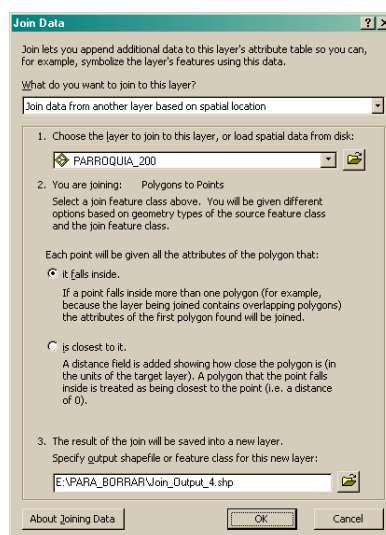 Join Data
Join lets you append additional data to this layer's attribute table so you can,
for example, symbolize the layer's features using this data.
What do you want to join to this layer?
Join data from another layer based on spatial location
1. Choose the layer to join to this layer, or load spatial data from disk:
PARROQUIA_200
2. You are joining: Polygons to Points
Select a join feature class above. You will be given different
options based on geometry types of the source feature class
and the join feature class.
Each point will be given all the attributes of the polygon that:
it falls inside.
If a point falls inside more than one polygon (for example,
because the layer being joined contains overlapping polygons)
the attributes of the first polygon found will be joined.
is closest to it.
A distance field is added showing how close the polygon is (in
the units of the target layer). A polygon that the point falls
inside is treated as being closest to the point (i.e. a distance
of 0).
3. The result of the join will be saved into a new layer.
Specify output shapefile or feature class for this new layer:
E:\PARA_BORRAR\Join_Output_4.shp
About Joining Data OK Cancel